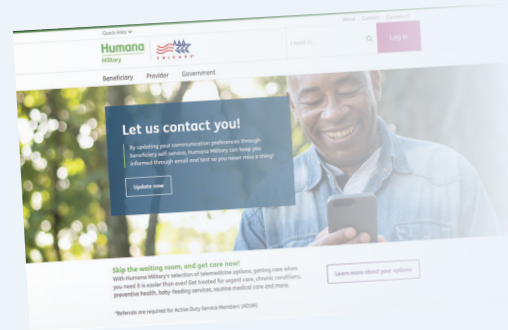 Quick links
About Contact
Humana
Military
TRICARE
I want to...
Log in
Beneficiary Provider Government
Let us contact you!
By updating your communication preferences through
beneficiary self-service, Humana Military can keep you
informed through email and text so you never miss a thing!
Update now
Skip the waiting room, and get care now!
With Humana Military's selection of telemedicine options, getting care when
you need it is easier than ever! Get treated for urgent care, chronic conditions,
preventive health, baby-feeding services, routine medical care and more.
Learn more about your options
*Referrals are required for Active Duty Service Members (ADSM)